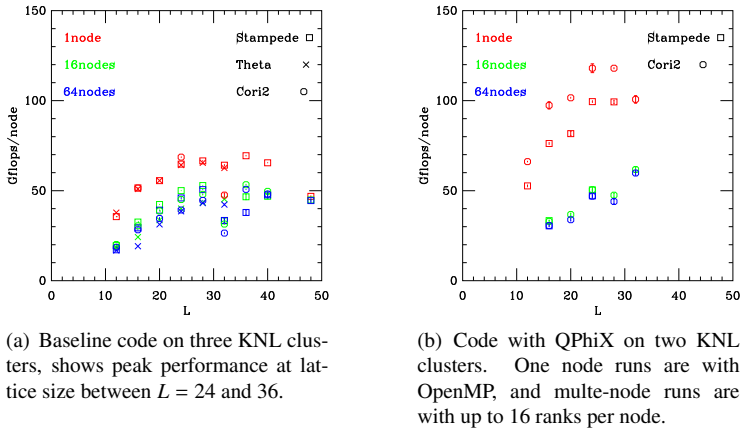 150
100
50
0
Gflops/node
1node
16nodes
64nodes
Stampede
Theta
Cori2
0 10 20 30 40 50
L
(a) Baseline code on three KNL clus-
ters, shows peak performance at lat-
tice size between L = 24 and 36.
150
100
50
0
Gflops/node
1node
16nodes
64nodes
Stampede
Cori2
0 10 20 30 40 50
L
(b) Code with QPhiX on two KNL
clusters. One node runs are with
OpenMP, and multe-node runs are
with up to 16 ranks per node.